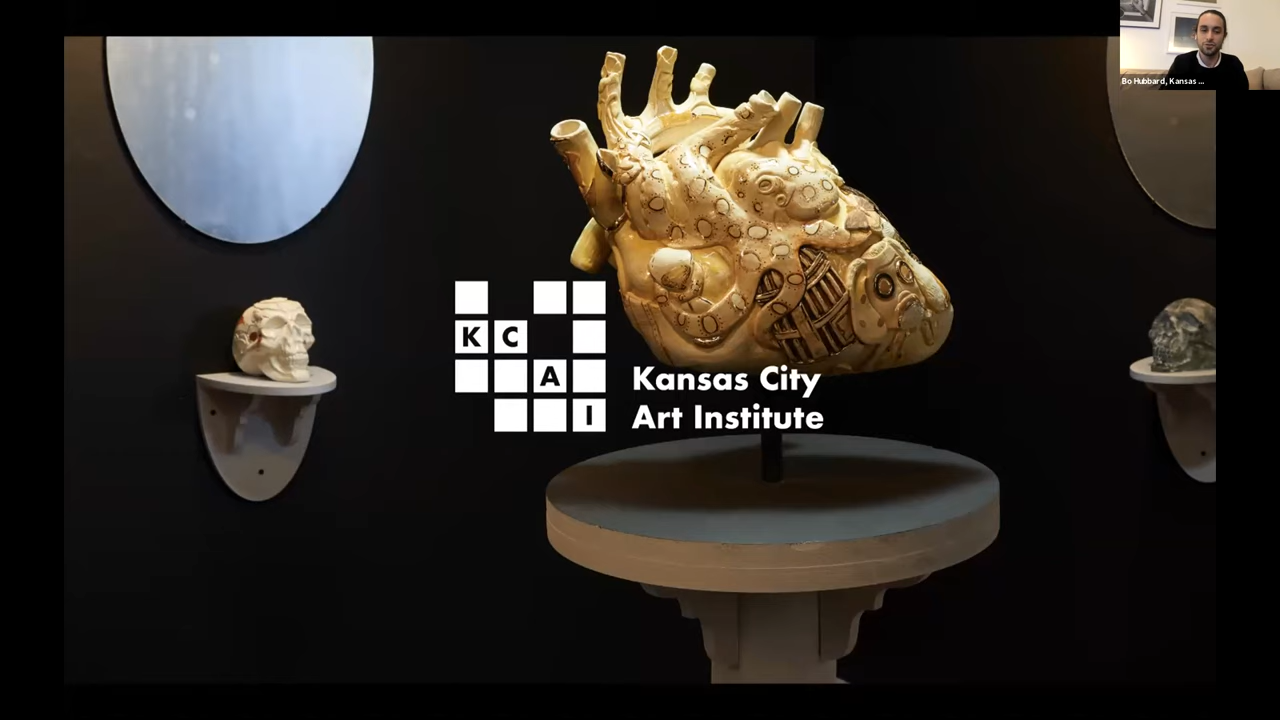 Bo Hubbard, Kansas ...
K C
A
I
Kansas City
Art Institute